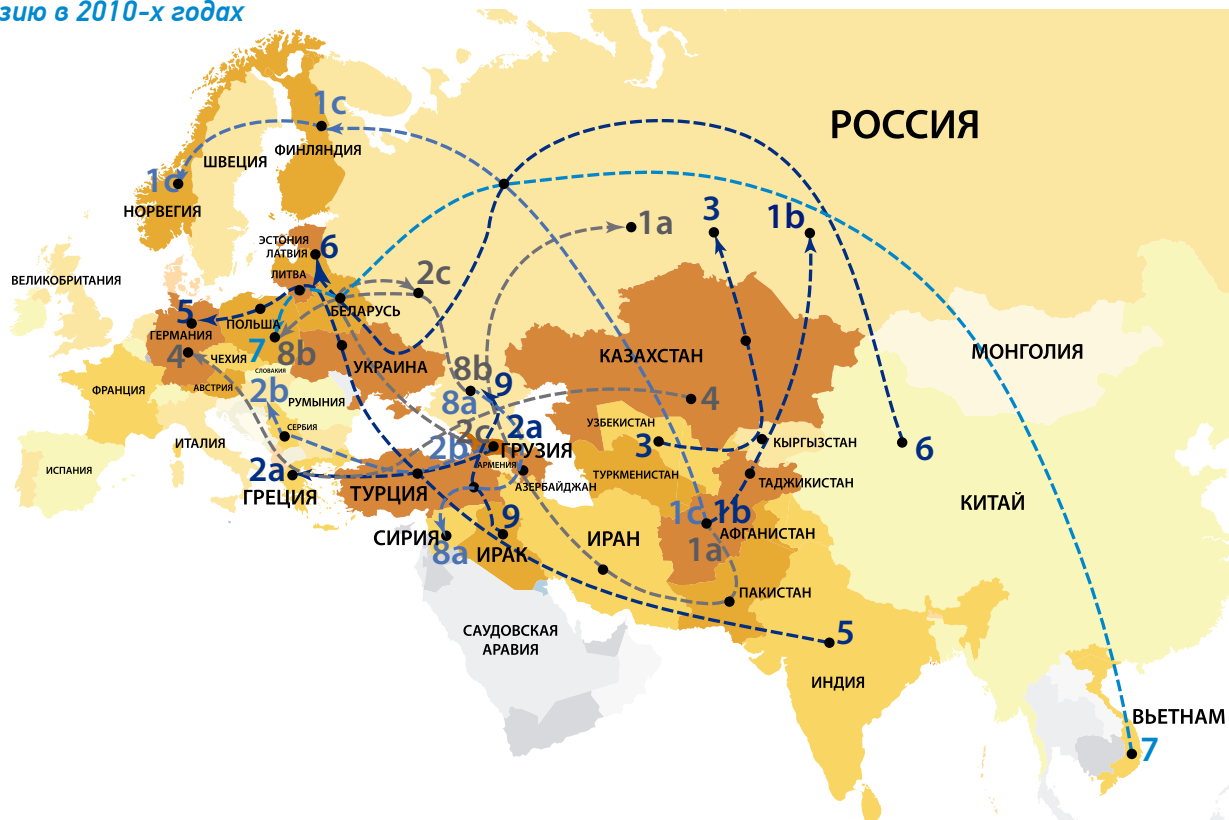 зию в 2010-х годах
РОССИЯ
1c
ФИНЛЯНДИЯ
ШВЕЦИЯ
1c
НОРВЕГИЯ
3
1b
1a
ЭСТОНИЯ
ЛАТВИЯ
6
ЛИТВА
2c
ВЕЛИКОБРИТАНИЯ
5
БЕЛАРУСЬ
ПОЛЬША
ГЕРМАНИЯ
4
7
8b
ЧЕХИЯ
СЛОВАКИЯ
УКРАИНА
КАЗАХСТАН
МОНГОЛИЯ
ФРАНЦИЯ
АВСТРИЯ
2b
РУМЫНИЯ
8b
9
8a
4
СЕРБИЯ
ИТАЛИЯ
2c
2a
2b
ГРУЗИЯ
УЗБЕКИСТАН
3
КЫРГЫЗСТАН
6
ИСПАНИЯ
2a
ГРЕЦИЯ
ТУРЦИЯ
АРМЕНИЯ
АЗЕРБАЙДЖАН
ТУРКМЕНИСТАН
ТАДЖИКИСТАН
КИТАЙ
9
1c
1b
АФГАНИСТАН
СИРИЯ
8a
ИРАК
ИРАН
1a
ПАКИСТАН
САУДОВСКАЯ
АРАВИЯ
5
ИНДИЯ
ВЬЕТНАМ
7